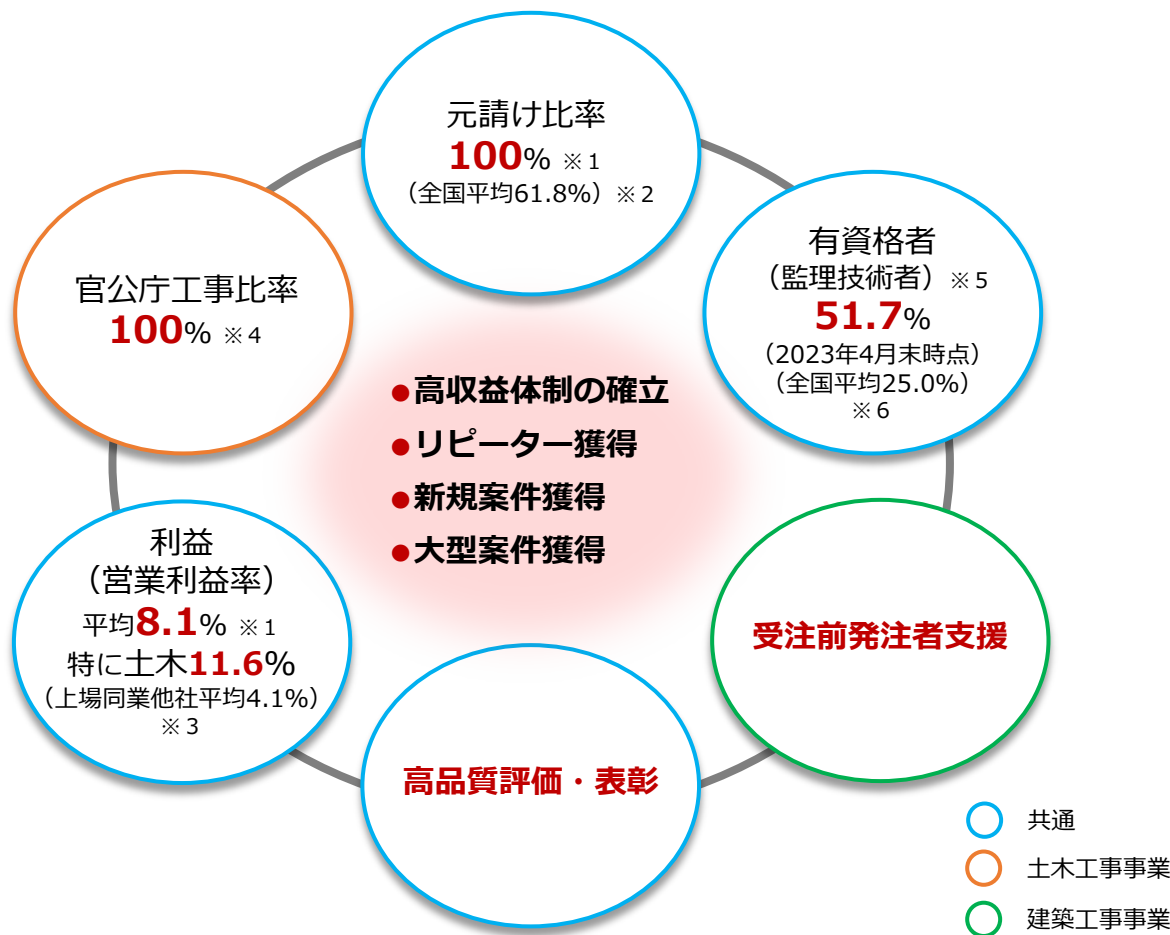 元請け比率
100% ※1
（全国平均61.8%）※2
有資格者
（監理技術者）※5
51.7%
（2023年4月末時点）
（全国平均25.0%）
※6
官公庁工事比率
100% ※4
●高収益体制の確立
●リピーター獲得
●新規案件獲得
●大型案件獲得
利益
（営業利益率）
平均8.1% ※1
特に土木11.6%
（上場同業他社平均4.1%）
※3
受注前発注者支援
高品質評価・表彰
共通
土木工事事業
建築工事事業